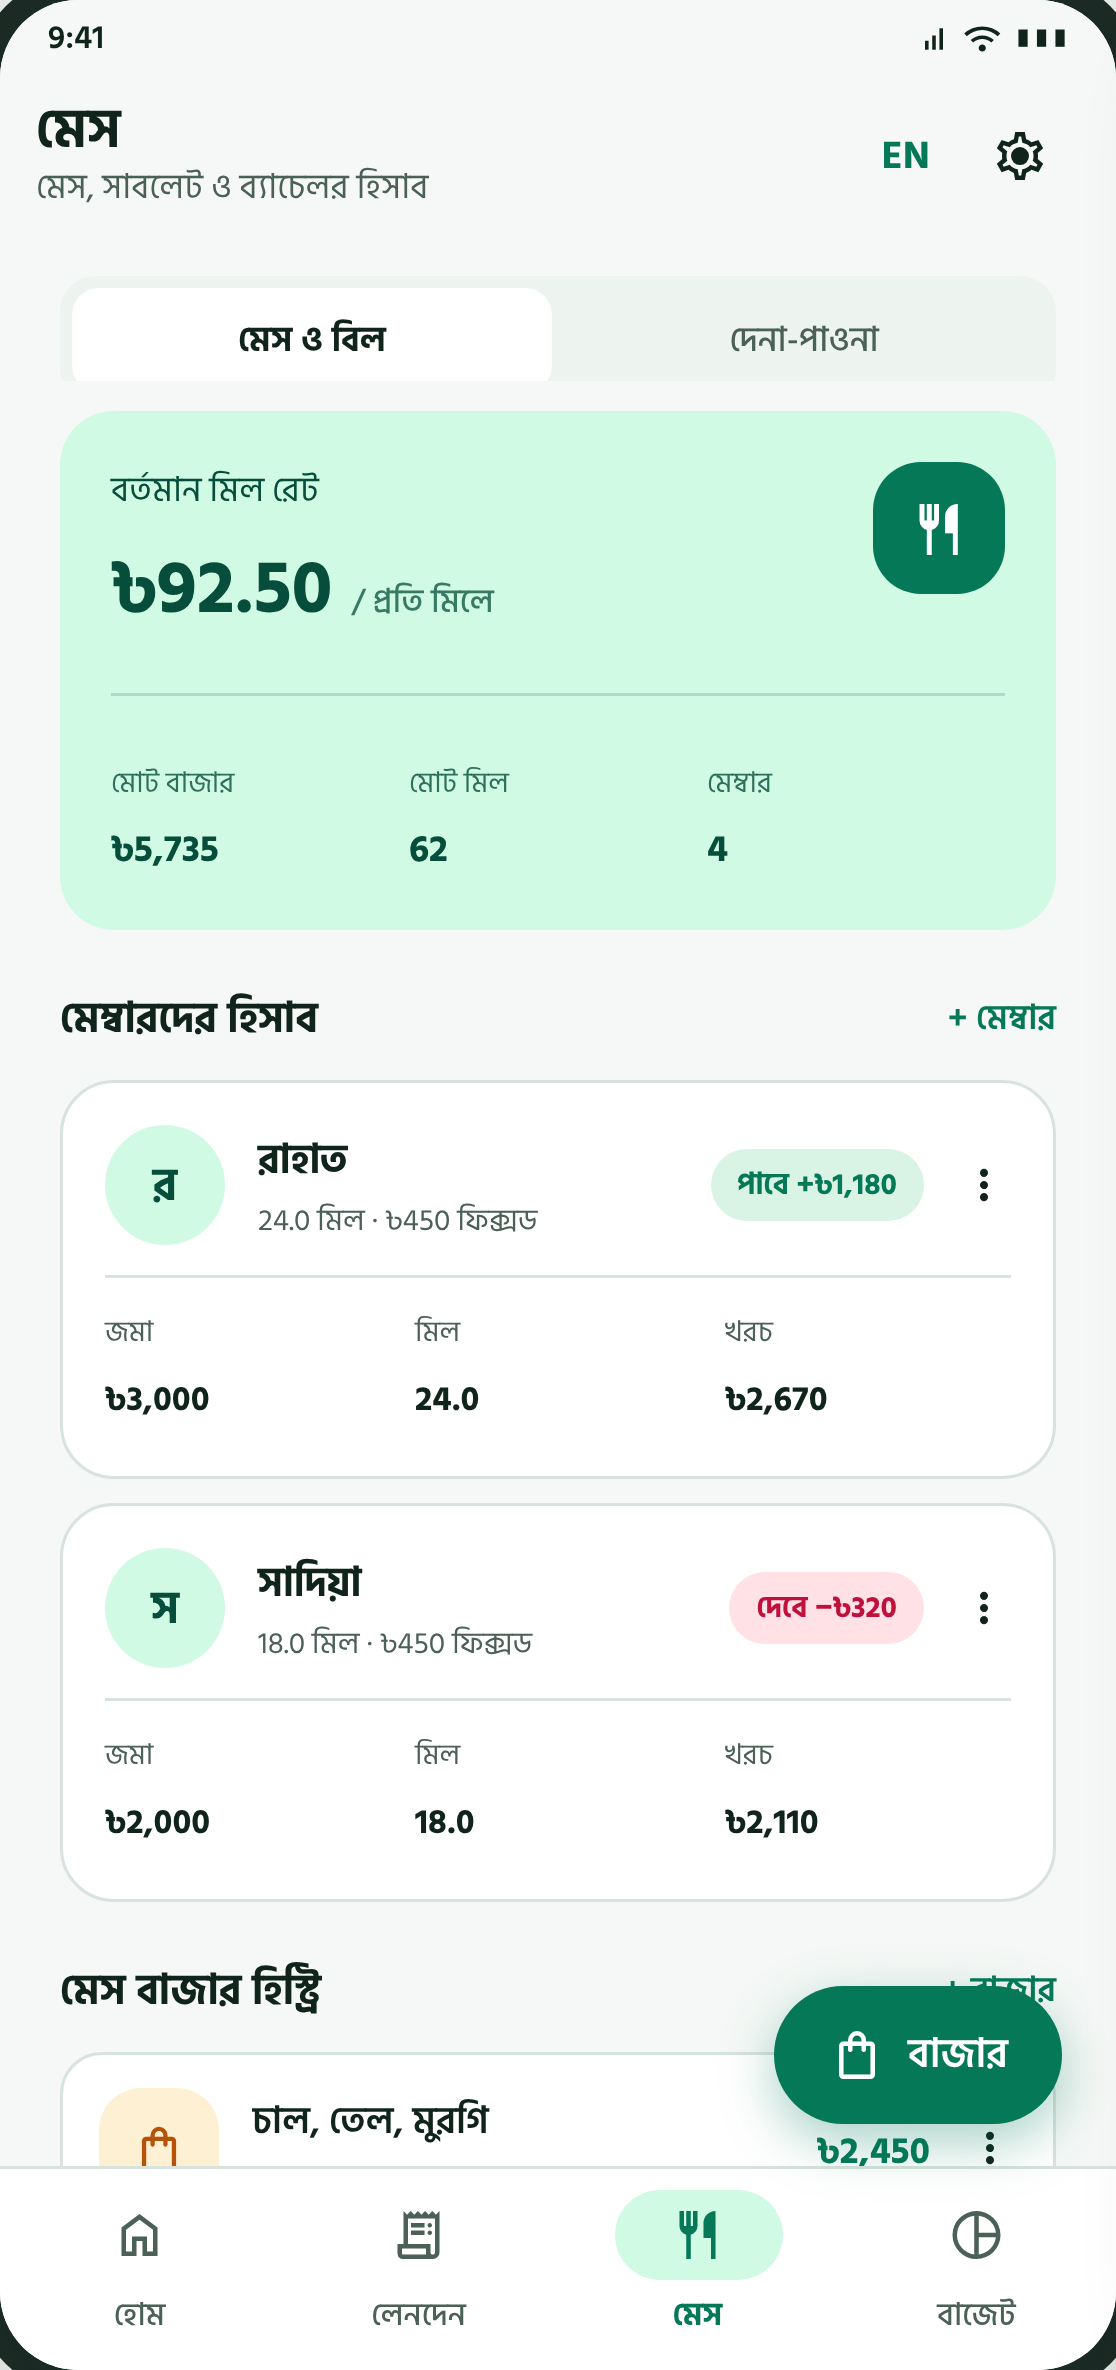 9:41
মেস
মেস, সাবলেট ও ব্যাচেলর হিসাব
EN
মেস ও বিল
দেনা-পাওনা
বর্তমান মিল রেট
৳92.50 / প্রতি মিলে
মোট বাজার
মোট মিল
মেম্বার
৳5,735
62
4
মেম্বারদের হিসাব
+ মেম্বার
র
রাহাত
24.0 মিল · ৳450 ফিক্সড
পাবে +৳1,180
জমা
মিল
খরচ
৳3,000
24.0
৳2,670
স
সাদিয়া
18.0 মিল · ৳450 ফিক্সড
দেবে −৳320
জমা
মিল
খরচ
৳2,000
18.0
৳2,110
মেস বাজার হিস্ট্রি
+ বাজার
বাজার
চাল, তেল, মুরগি
৳2,450
হোম
লেনদেন
মেস
বাজেট